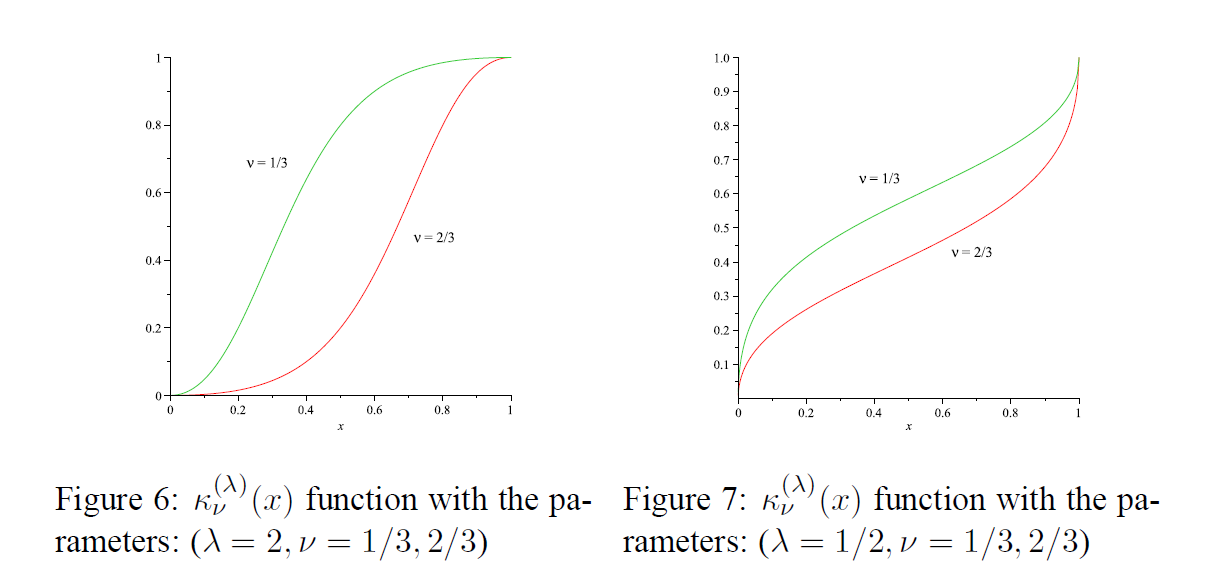 1
0.8
0.6
0.4
0.2
0
ν = 1/3
ν = 2/3
0 0.2 0.4 0.6 0.8 1
x
1.0
0.9
0.8
0.7
0.6
0.5
0.4
0.3
0.2
0.1
ν = 1/3
ν = 2/3
0 0.2 0.4 0.6 0.8 1
x
Figure 6: κ_ν^(λ)(x) function with the pa-
rameters: (λ = 2, ν = 1/3, 2/3)
Figure 7: κ_ν^(λ)(x) function with the pa-
rameters: (λ = 1/2, ν = 1/3, 2/3)